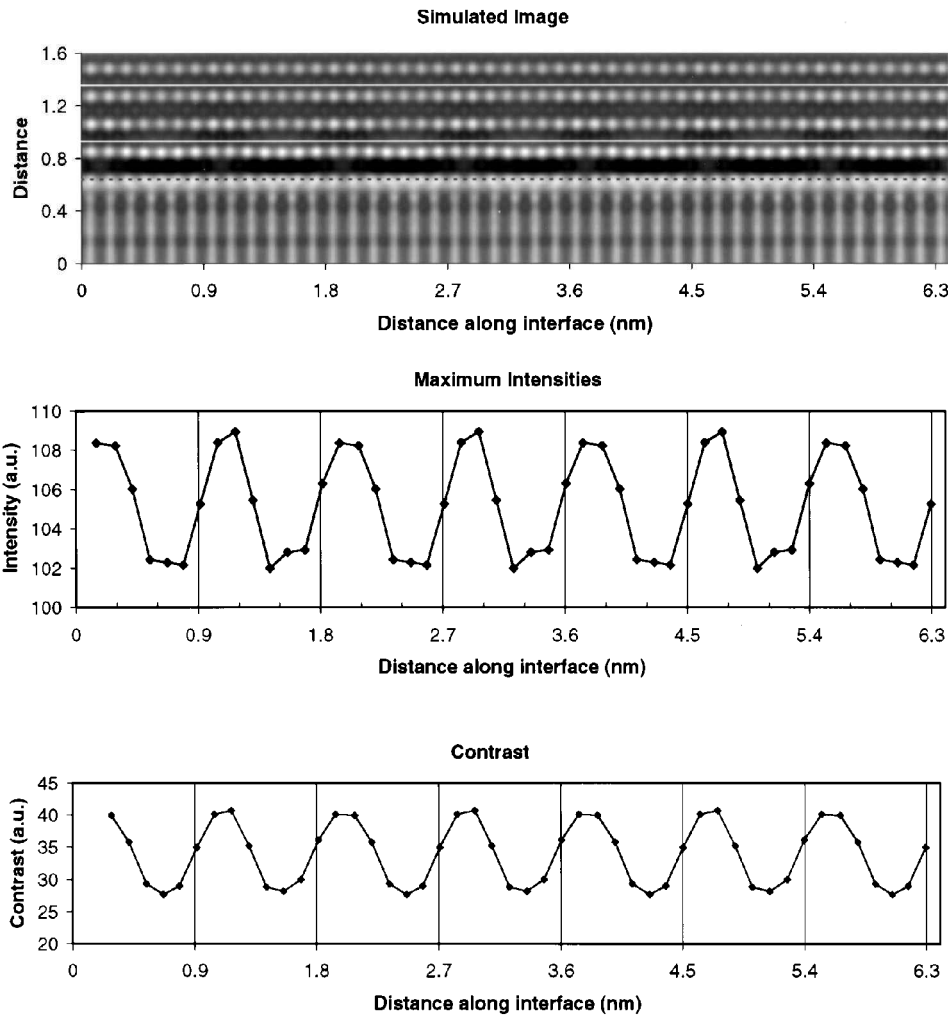 Simulated Image
Distance
1.6
1.2
0.8
0.4
0
0 0.9 1.8 2.7 3.6 4.5 5.4 6.3
Distance along interface (nm)
Maximum Intensities
Intensity (a.u.)
110
108
106
104
102
100
0 0.9 1.8 2.7 3.6 4.5 5.4 6.3
Distance along interface (nm)
Contrast
Contrast (a.u.)
45
40
35
30
25
20
0 0.9 1.8 2.7 3.6 4.5 5.4 6.3
Distance along interface (nm)